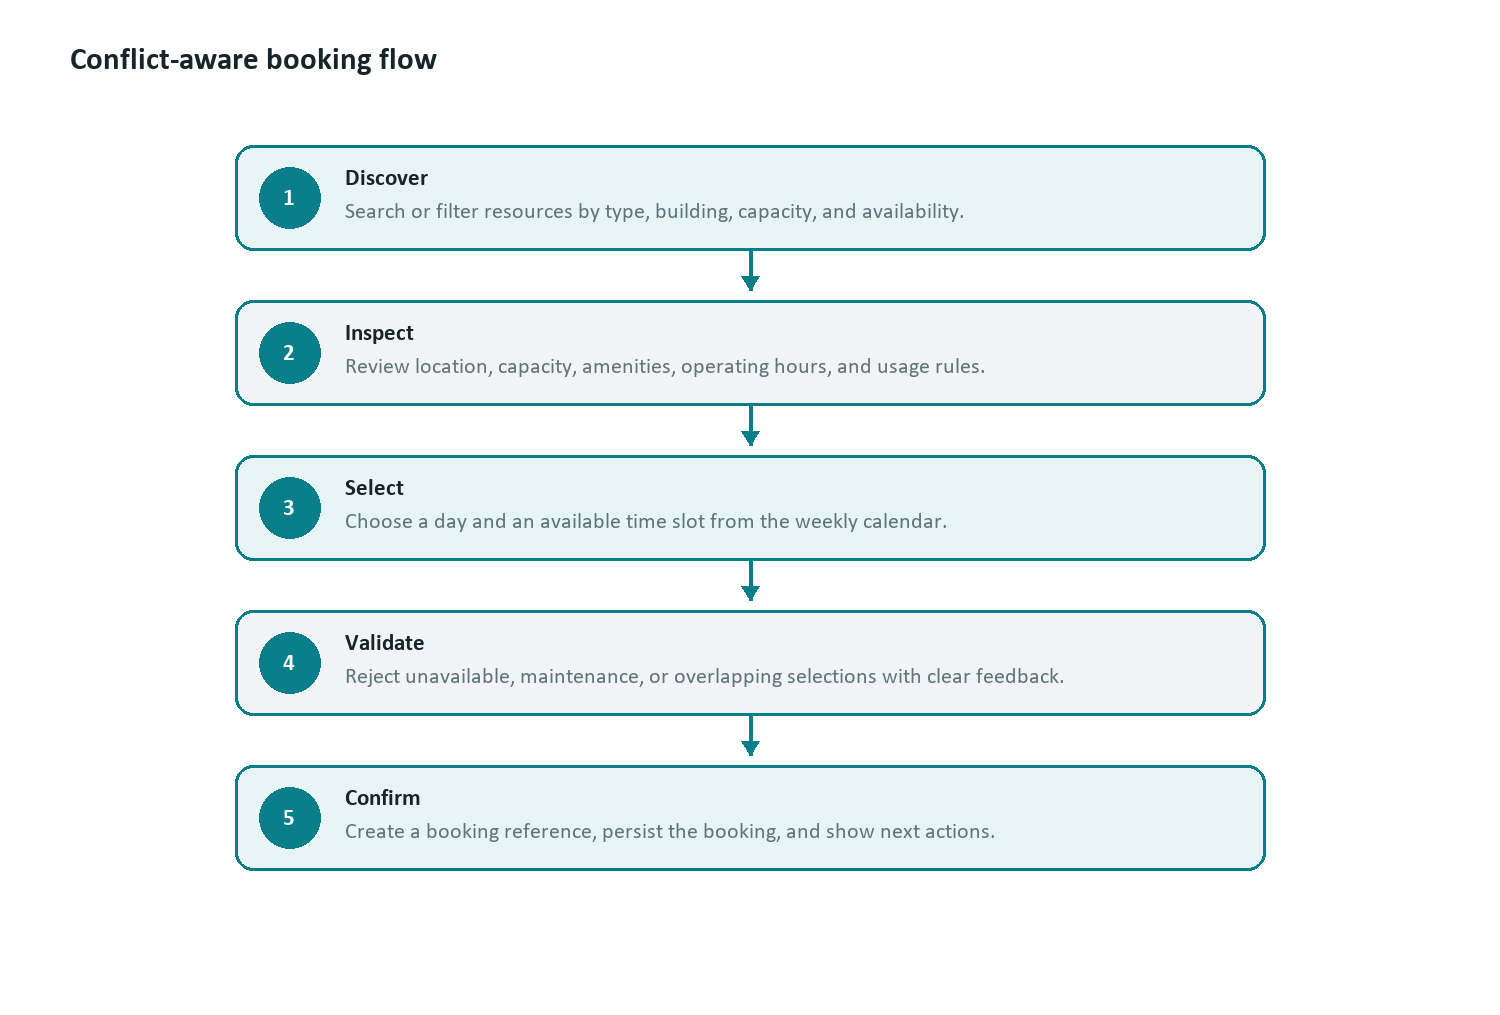 Conflict-aware booking flow
1
Discover
Search or filter resources by type, building, capacity, and availability.
2
Inspect
Review location, capacity, amenities, operating hours, and usage rules.
3
Select
Choose a day and an available time slot from the weekly calendar.
4
Validate
Reject unavailable, maintenance, or overlapping selections with clear feedback.
5
Confirm
Create a booking reference, persist the booking, and show next actions.